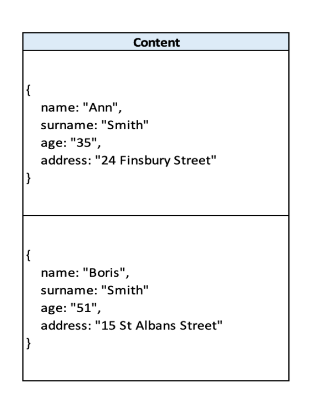 Content
{
name: "Ann",
surname: "Smith"
age: "35",
address: "24 Finsbury Street"
}
{
name: "Boris",
surname: "Smith"
age: "51",
address: "15 St Albans Street"
}